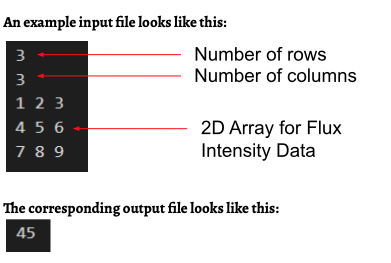 An example input file looks like this:
3
Number of rows
3
Number of columns
1 2 3
4 5 6
2D Array for Flux
Intensity Data
7 8 9
The corresponding output file looks like this:
45